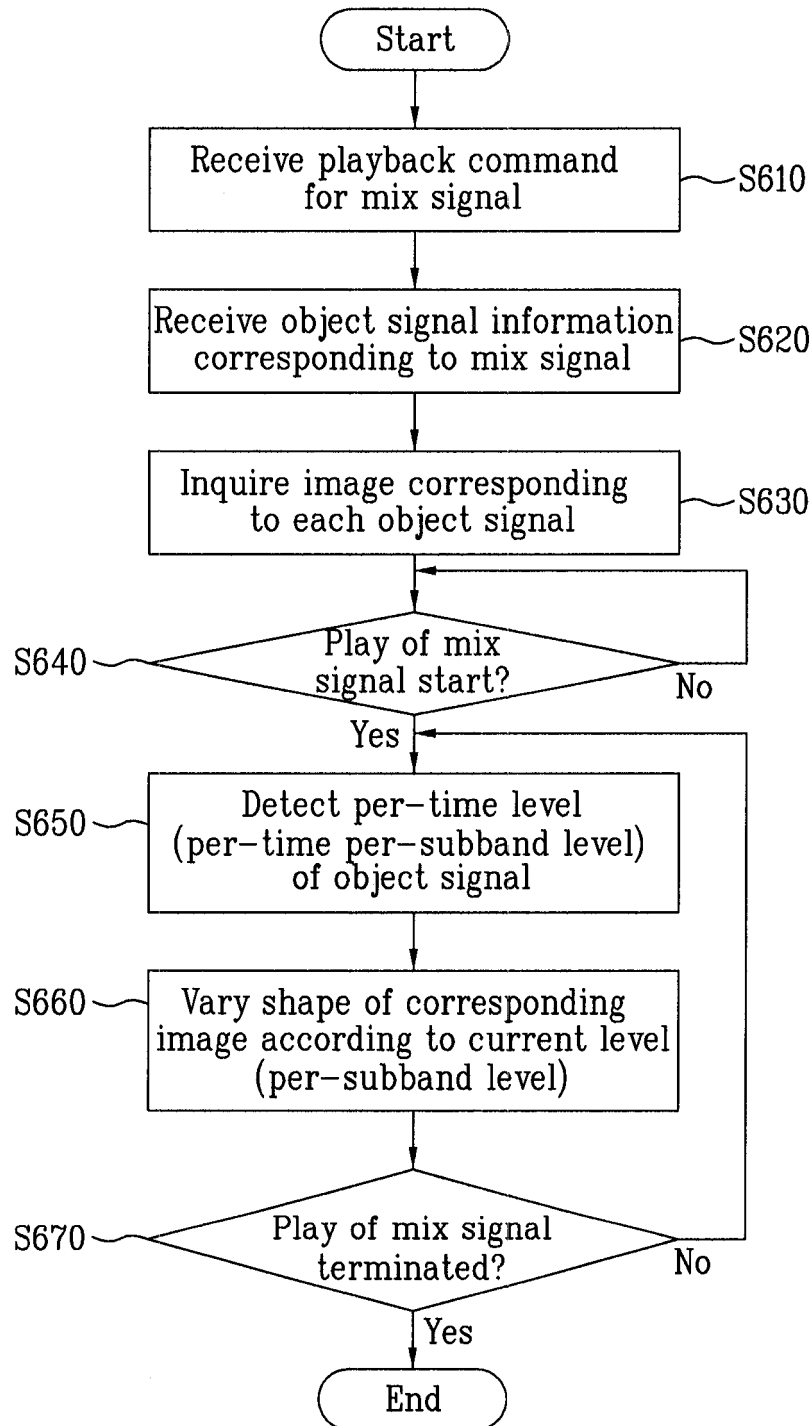 Start
Receive playback command
for mix signal
S610
Receive object signal information
corresponding to mix signal
S620
Inquire image corresponding
to each object signal
S630
S640
Play of mix
signal start?
No
Yes
S650
Detect per-time level
(per-time per-subband level)
of object signal
S660
Vary shape of corresponding
image according to current level
(per-subband level)
S670
Play of mix signal
terminated?
No
Yes
End